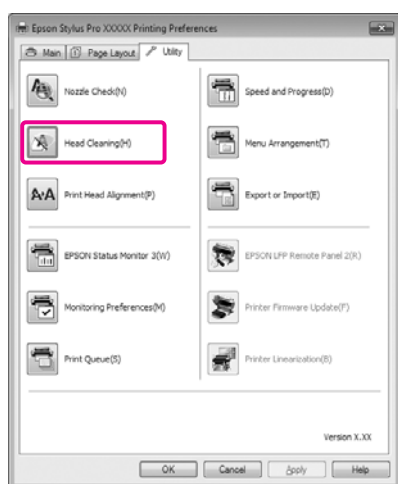 Epson Stylus Pro XXXXX Printing Preferences
Main Page Layout Utility
Nozzle Check(N)
Head Cleaning(H)
Print Head Alignment(P)
EPSON Status Monitor 3(W)
Monitoring Preferences(M)
Print Queue(S)
Speed and Progress(D)
Menu Arrangement(T)
Export or Import(E)
EPSON LFP Remote Panel 2(R)
Printer Firmware Update(F)
Printer Linearization(B)
Version X.XX
OK Cancel Apply Help